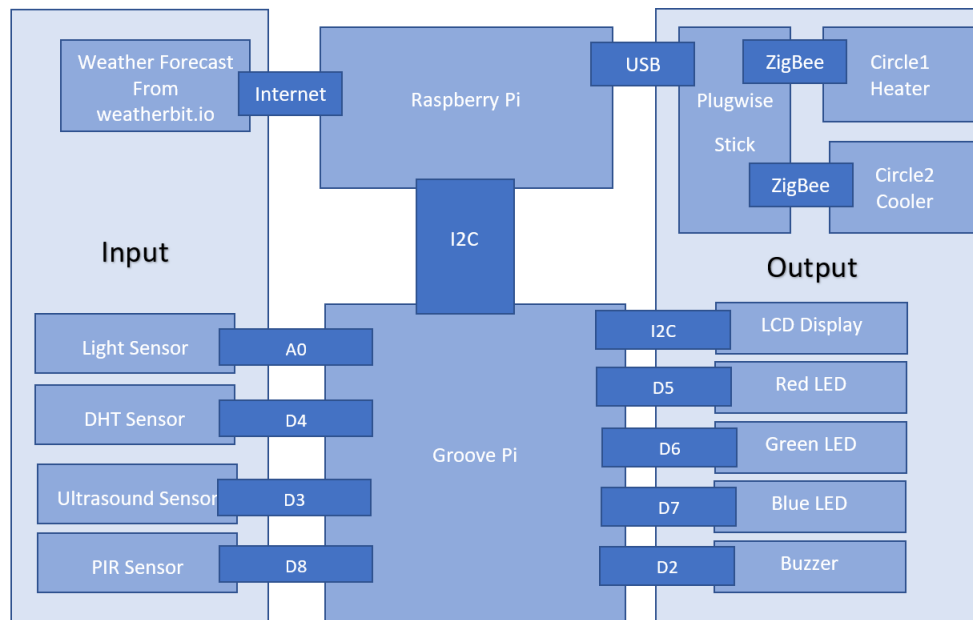 Weather Forecast
From
weatherbit.io
Internet
Raspberry Pi
USB
Plugwise
Stick
ZigBee
Circle1
Heater
ZigBee
Circle2
Cooler
I2C
Input
Output
Light Sensor
A0
DHT Sensor
D4
Ultrasound Sensor
D3
PIR Sensor
D8
Groove Pi
I2C
LCD Display
D5
Red LED
D6
Green LED
D7
Blue LED
D2
Buzzer